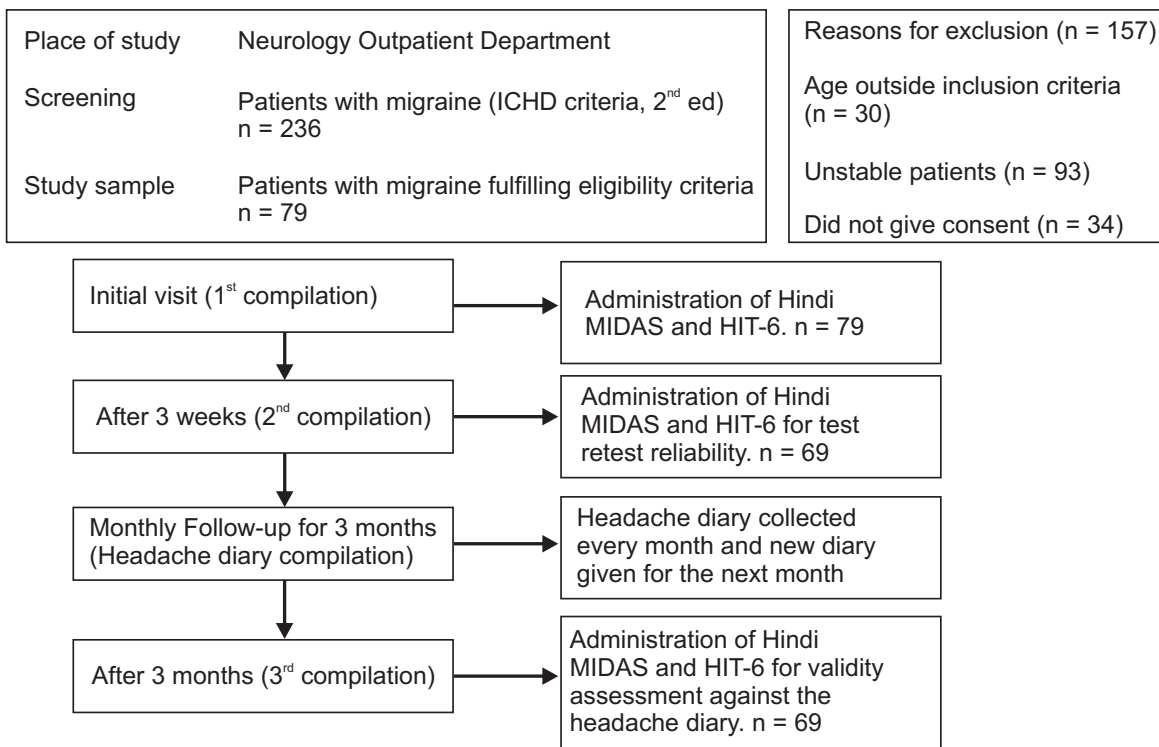 Place of study Neurology Outpatient Department
Screening Patients with migraine (ICHD criteria, 2nd ed)
n = 236
Study sample Patients with migraine fulfilling eligibility criteria
n = 79
Reasons for exclusion (n = 157)
Age outside inclusion criteria
(n = 30)
Unstable patients (n = 93)
Did not give consent (n = 34)
Initial visit (1st compilation)
Administration of Hindi
MIDAS and HIT-6. n = 79
After 3 weeks (2nd compilation)
Administration of Hindi
MIDAS and HIT-6 for test
retest reliability. n = 69
Monthly Follow-up for 3 months
(Headache diary compilation)
Headache diary collected
every month and new diary
given for the next month
After 3 months (3rd compilation)
Administration of Hindi
MIDAS and HIT-6 for validity
assessment against the
headache diary. n = 69